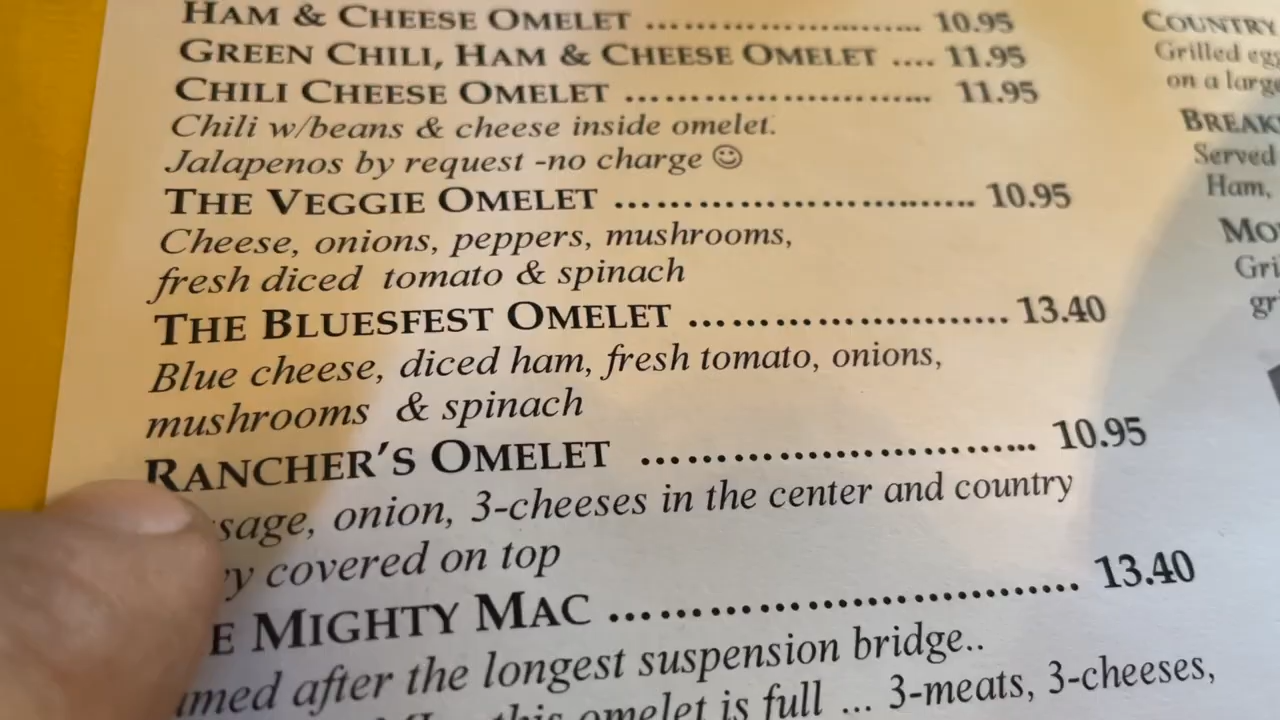 HAM & CHEESE OMELET ........................... 10.95
GREEN CHILI, HAM & CHEESE OMELET .... 11.95
CHILI CHEESE OMELET .............................. 11.95
Chili w/beans & cheese inside omelet.
Jalapenos by request -no charge ☺
THE VEGGIE OMELET ................................... 10.95
Cheese, onions, peppers, mushrooms,
fresh diced tomato & spinach
THE BLUESFEST OMELET ............................... 13.40
Blue cheese, diced ham, fresh tomato, onions,
mushrooms & spinach
RANCHER'S OMELET ..................................... 10.95
sage, onion, 3-cheeses in the center and country
y covered on top
E MIGHTY MAC ............................................. 13.40
med after the longest suspension bridge..
this omelet is full ... 3-meats, 3-cheeses,
COUNTRY
Grilled egg
on a large
BREAK
Served
Ham,
Mo
Gri
gr